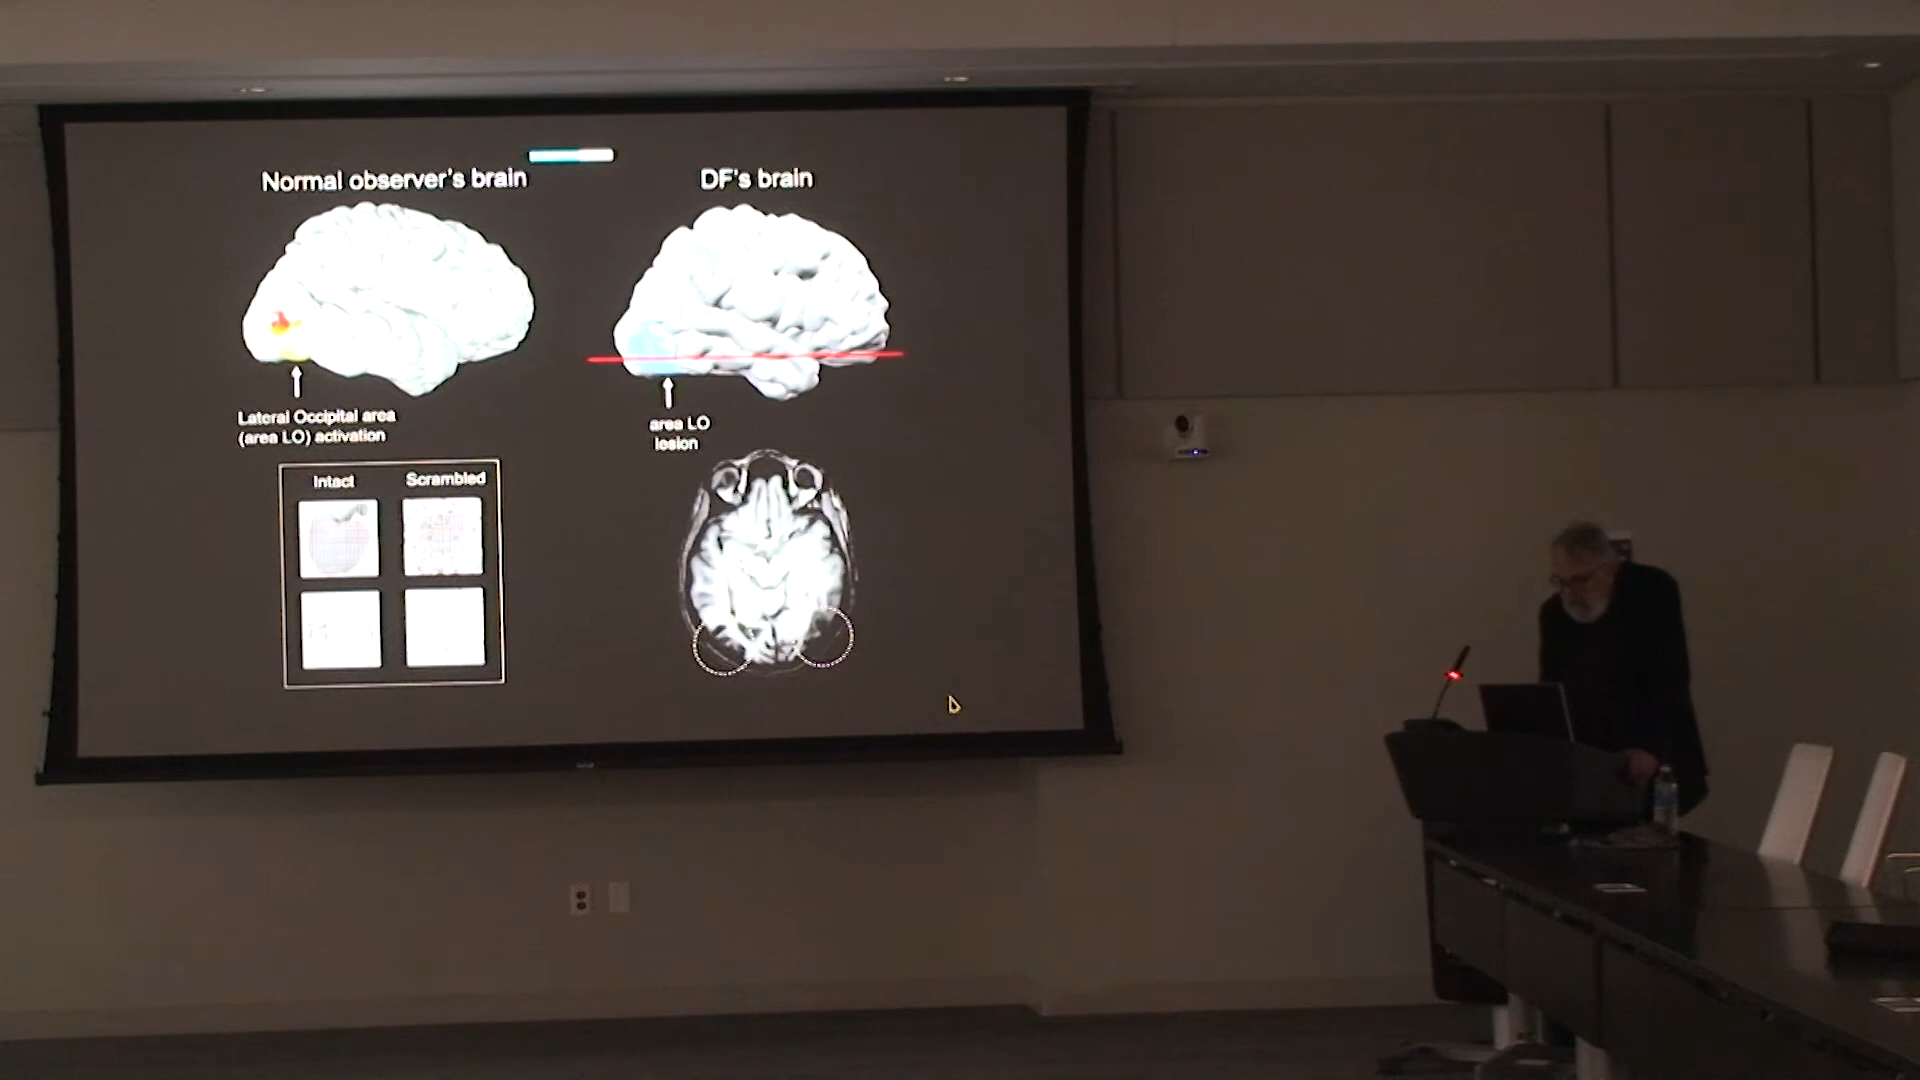 Normal observer's brain
DF's brain
Lateral Occipital area
(area LO) activation
area LO
lesion
Intact
Scrambled